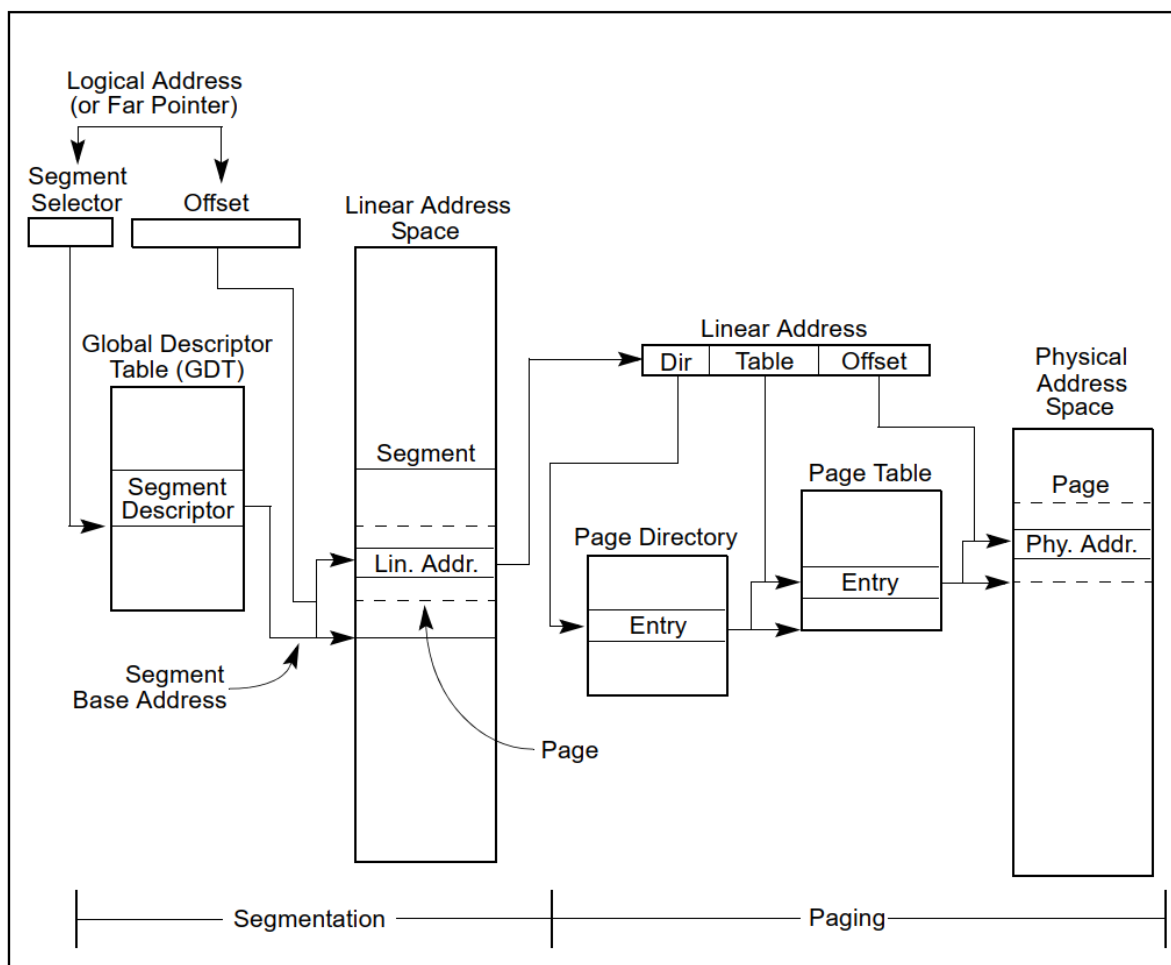 Logical Address
(or Far Pointer)
Segment
Selector
Offset
Linear Address
Space
Global Descriptor
Table (GDT)
Segment
Descriptor
Segment
Lin. Addr.
Segment
Base Address
Page
Linear Address
Dir
Table
Offset
Physical
Address
Space
Page Table
Page Directory
Entry
Entry
Page
Phy. Addr.
Segmentation
Paging